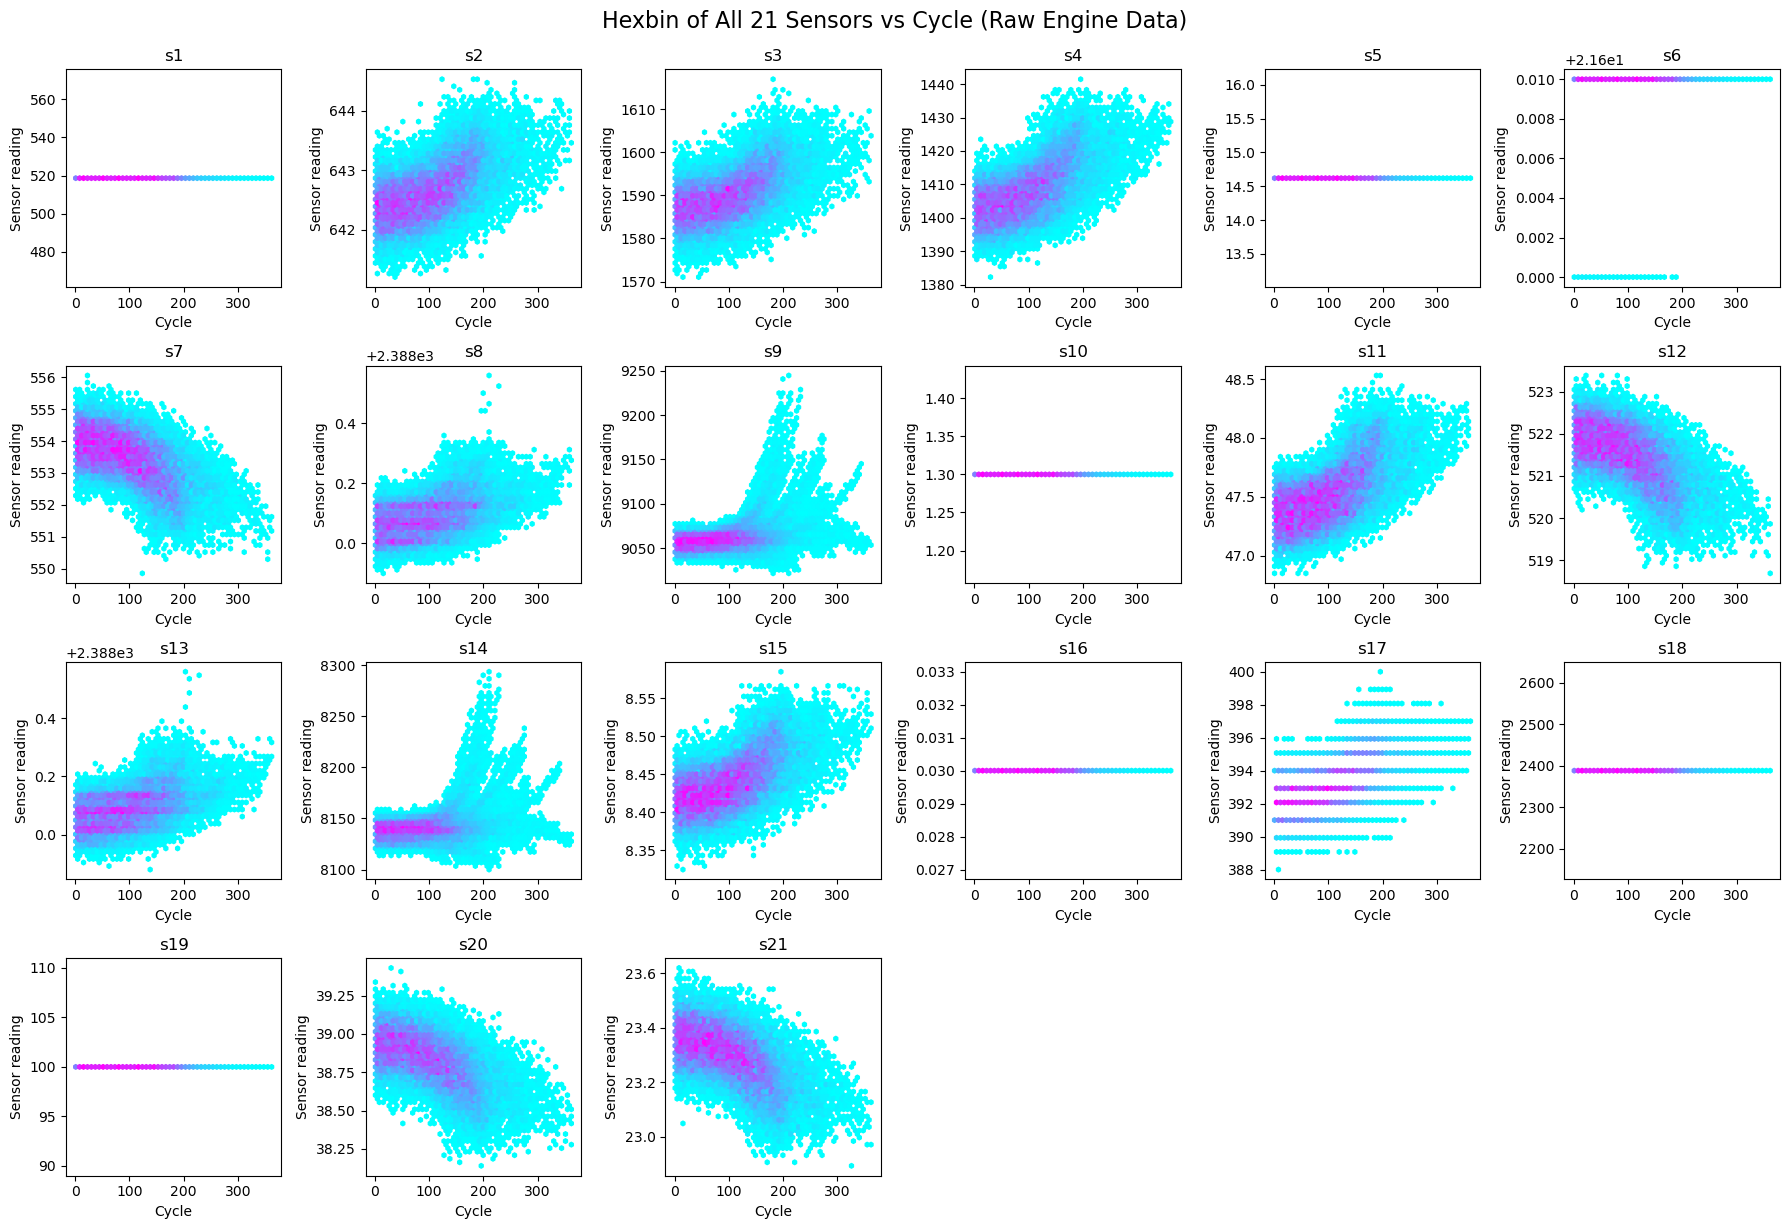 Hexbin of All 21 Sensors vs Cycle (Raw Engine Data)
s1
Sensor reading
560
540
520
500
480
0 100 200 300
Cycle
s2
Sensor reading
644
643
642
0 100 200 300
Cycle
s3
Sensor reading
1610
1600
1590
1580
1570
0 100 200 300
Cycle
s4
Sensor reading
1440
1430
1420
1410
1400
1390
1380
0 100 200 300
Cycle
s5
Sensor reading
16.0
15.5
15.0
14.5
14.0
13.5
0 100 200 300
Cycle
s6
+2.16e1
Sensor reading
0.010
0.008
0.006
0.004
0.002
0.000
0 100 200 300
Cycle
s7
Sensor reading
556
555
554
553
552
551
550
0 100 200 300
Cycle
+2.388e3 s8
Sensor reading
0.4
0.2
0.0
0 100 200 300
Cycle
s9
Sensor reading
9250
9200
9150
9100
9050
0 100 200 300
Cycle
s10
Sensor reading
1.40
1.35
1.30
1.25
1.20
0 100 200 300
Cycle
s11
Sensor reading
48.5
48.0
47.5
47.0
0 100 200 300
Cycle
s12
Sensor reading
523
522
521
520
519
0 100 200 300
Cycle
+2.388e3 s13
Sensor reading
0.4
0.2
0.0
0 100 200 300
Cycle
s14
Sensor reading
8300
8250
8200
8150
8100
0 100 200 300
Cycle
s15
Sensor reading
8.55
8.50
8.45
8.40
8.35
0 100 200 300
Cycle
s16
Sensor reading
0.033
0.032
0.031
0.030
0.029
0.028
0.027
0 100 200 300
Cycle
s17
Sensor reading
400
398
396
394
392
390
388
0 100 200 300
Cycle
s18
Sensor reading
2600
2500
2400
2300
2200
0 100 200 300
Cycle
s19
Sensor reading
110
105
100
95
90
0 100 200 300
Cycle
s20
Sensor reading
39.25
39.00
38.75
38.50
38.25
0 100 200 300
Cycle
s21
Sensor reading
23.6
23.4
23.2
23.0
0 100 200 300
Cycle